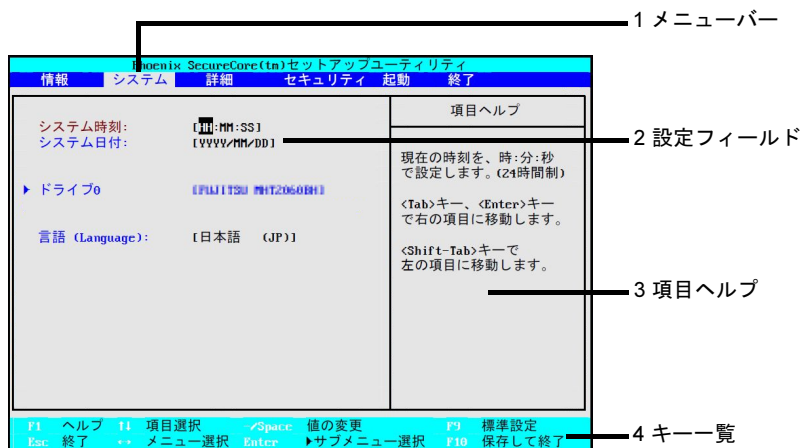 1 メニューバー
Phoenix SecureCore(tm)セットアップユーティリティ
情報 システム 詳細 セキュリティ 起動 終了
項目ヘルプ
システム時刻: [HH:MM:SS]
システム日付: [YYYY/MM/DD]
2 設定フィールド
現在の時刻を、時:分:秒
で設定します。(24時間制)
▶ ドライブ0 [FUJITSU MHT2060BH]
<Tab>キー、<Enter>キー
で右の項目に移動します。
言語 (Language): [日本語 (JP)]
<Shift-Tab>キーで
左の項目に移動します。
3 項目ヘルプ
F1 ヘルプ ↑↓ 項目選択 -/Space 値の変更 F9 標準設定
Esc 終了 ↔ メニュー選択 Enter ▶サブメニュー選択 F10 保存して終了
4 キー一覧